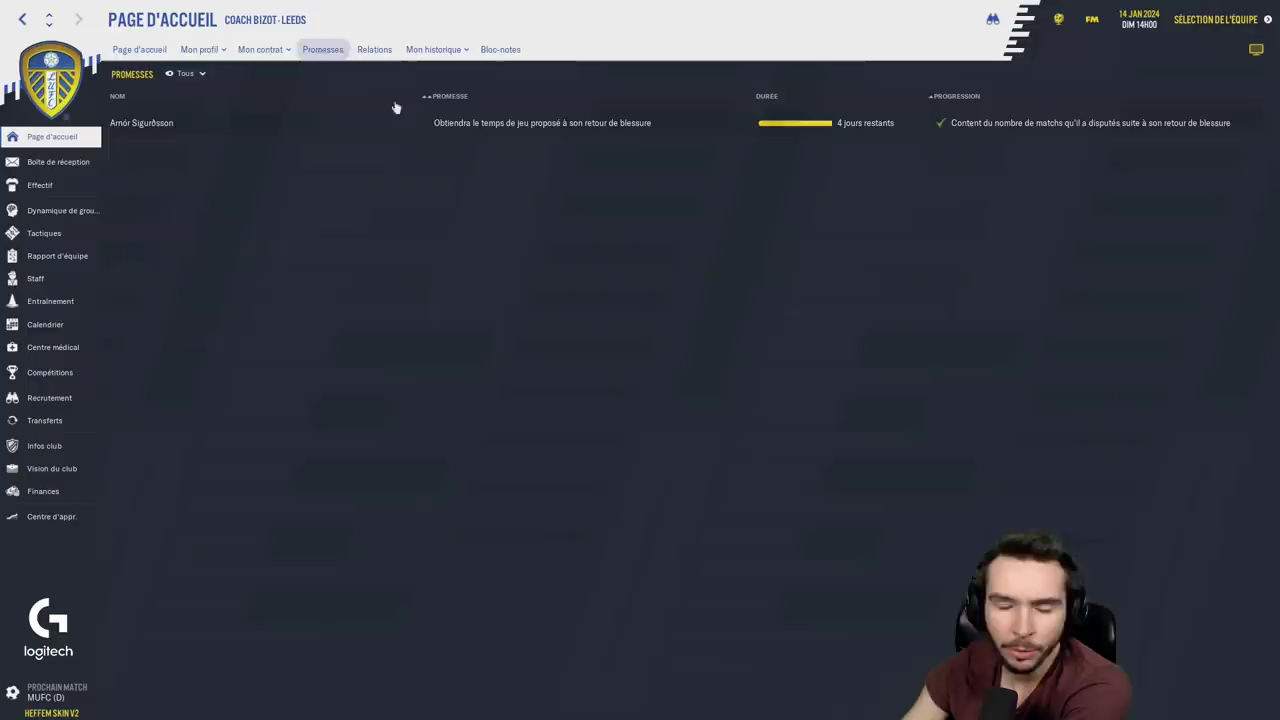 PAGE D'ACCUEIL COACH BIZOT · LEEDS
FM
14 JAN 2024
DIM 14H00
SÉLECTION DE L'ÉQUIPE
Page d'accueil Mon profil Mon contrat Promesses Relations Mon historique Bloc-notes
PROMESSES Tous
NOM PROMESSE DURÉE PROGRESSION
Arnór Sigurðsson Obtiendra le temps de jeu proposé à son retour de blessure 4 jours restants Content du nombre de matchs qu'il a disputés suite à son retour de blessure
Page d'accueil
Boîte de réception
Effectif
Dynamique de grou...
Tactiques
Rapport d'équipe
Staff
Entraînement
Calendrier
Centre médical
Compétitions
Recrutement
Transferts
Infos club
Vision du club
Finances
Centre d'appr.
logitech
PROCHAIN MATCH
MUFC (D)
HEFFEM SKIN V2